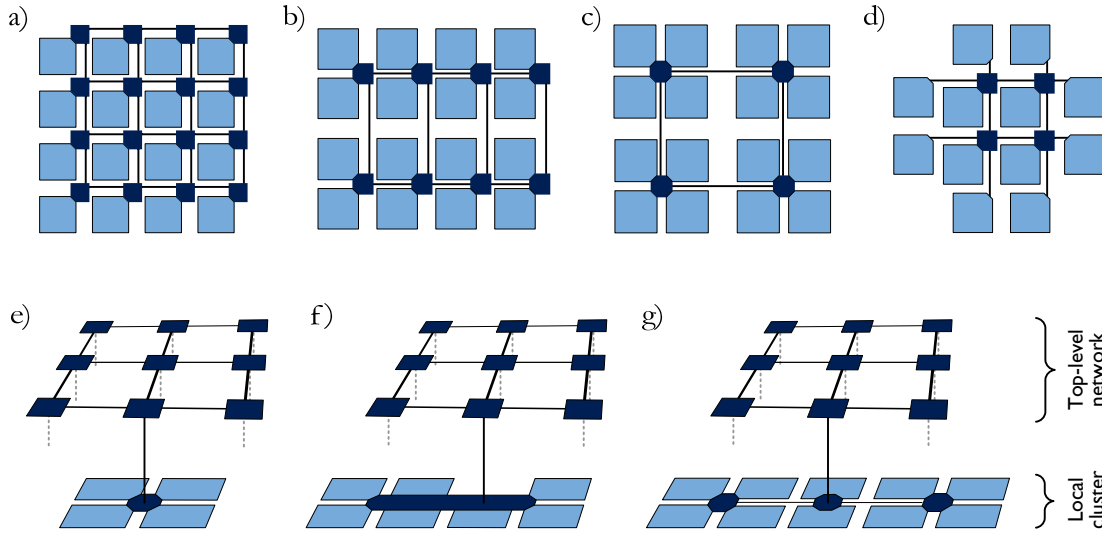 a)
b)
c)
d)
e)
f)
g)
Top-level
network
Local
cluster